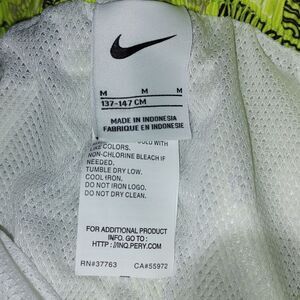 M M M
137-147 CM
MADE IN INDONESIA
FABRIQUE EN INDONESIE
COLD WITH
LIKE COLORS.
NON-CHLORINE BLEACH IF
NEEDED.
TUMBLE DRY LOW.
COOL IRON.
DO NOT IRON LOGO.
DO NOT DRY CLEAN.
FOR ADDITIONAL PRODUCT
INFO. GO TO:
HTTP://INQ.PERY.COM
RN#37763 CA#55972